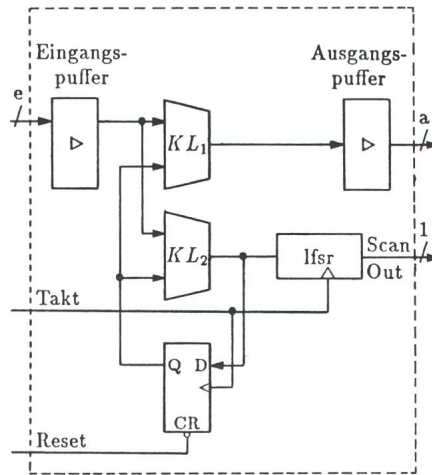 Eingangs-
puffer
Ausgangs-
puffer
e
a
KL1
KL2
1
lfsr
Scan
Out
Takt
Q D
CR
Reset